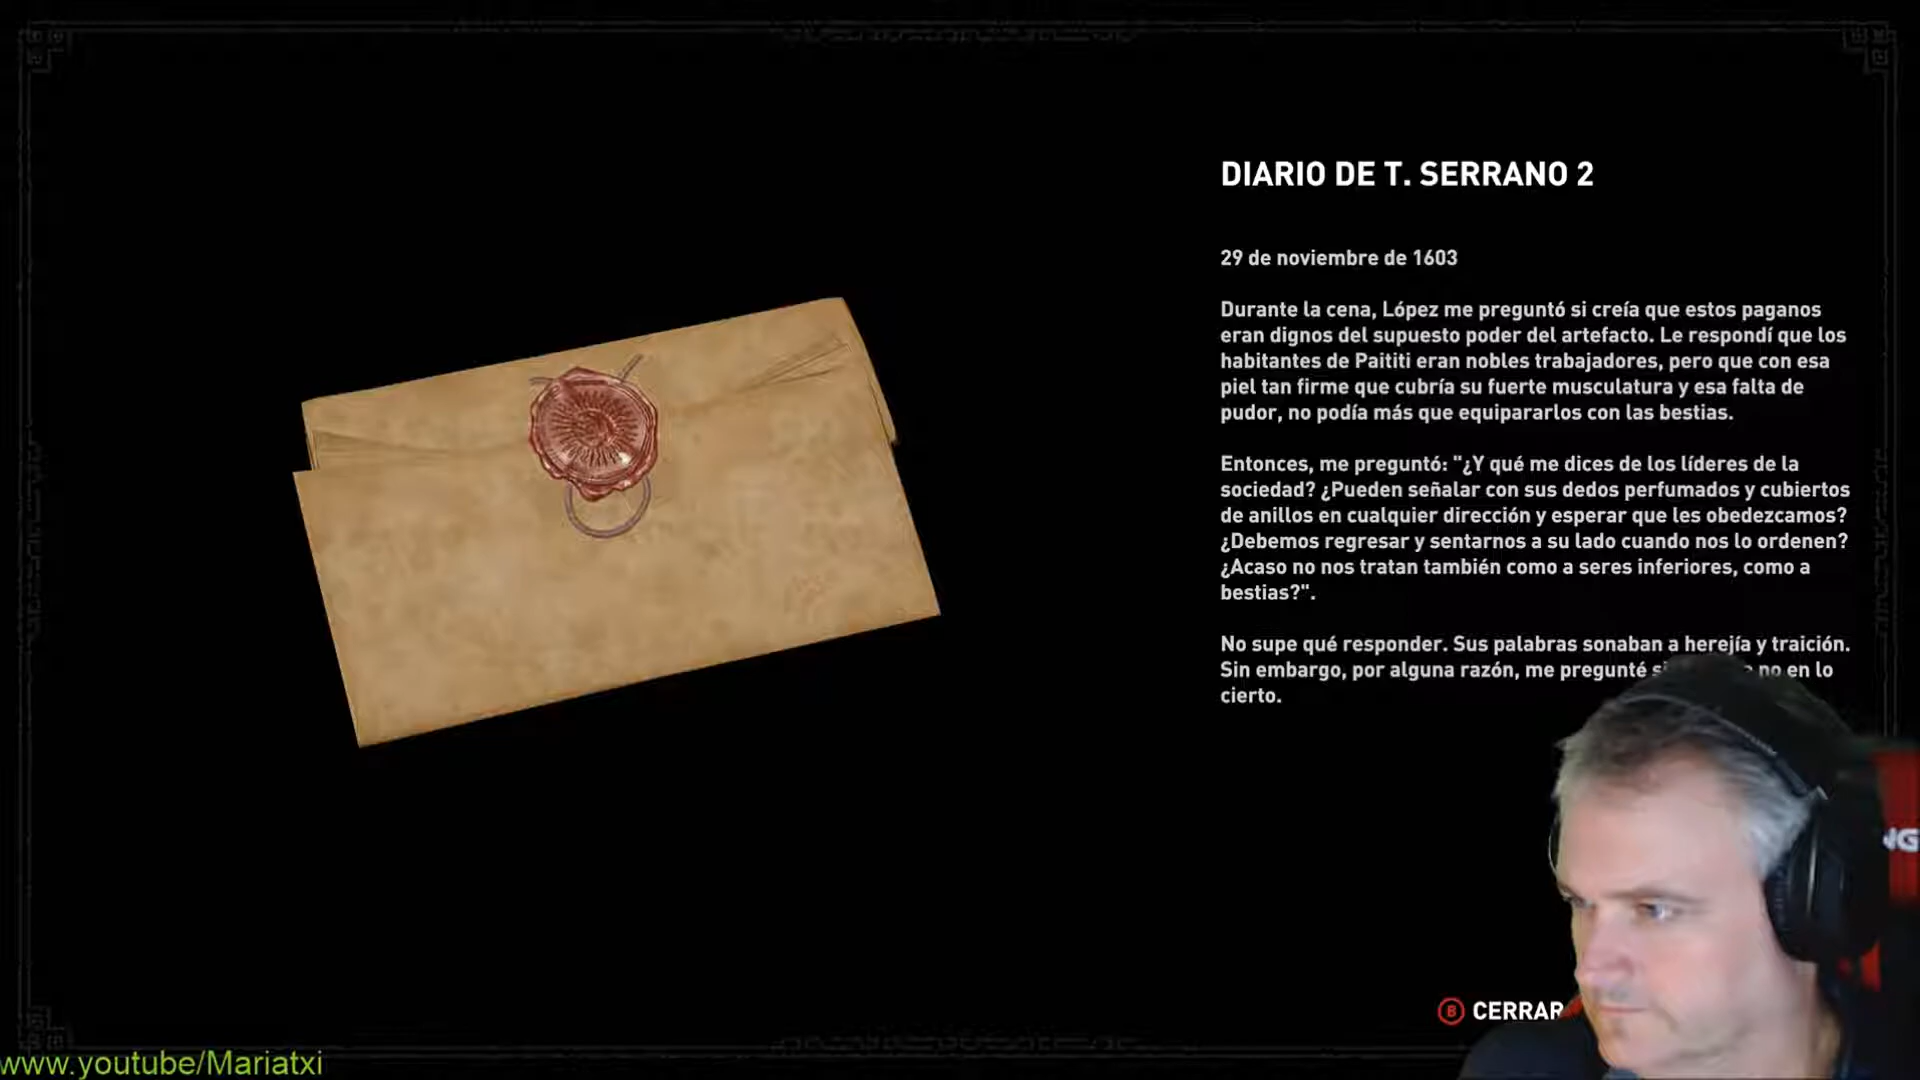 DIARIO DE T. SERRANO 2
29 de noviembre de 1603
Durante la cena, López me preguntó si creía que estos paganos
eran dignos del supuesto poder del artefacto. Le respondí que los
habitantes de Paititi eran nobles trabajadores, pero que con esa
piel tan firme que cubría su fuerte musculatura y esa falta de
pudor, no podía más que equipararlos con las bestias.
Entonces, me preguntó: "¿Y qué me dices de los líderes de la
sociedad? ¿Pueden señalar con sus dedos perfumados y cubiertos
de anillos en cualquier dirección y esperar que les obedezcamos?
¿Debemos regresar y sentarnos a su lado cuando nos lo ordenen?
¿Acaso no nos tratan también como a seres inferiores, como a
bestias?".
No supe qué responder. Sus palabras sonaban a herejía y traición.
Sin embargo, por alguna razón, me pregunté no en lo
cierto.
B CERRAR
www.youtube/Mariatxi